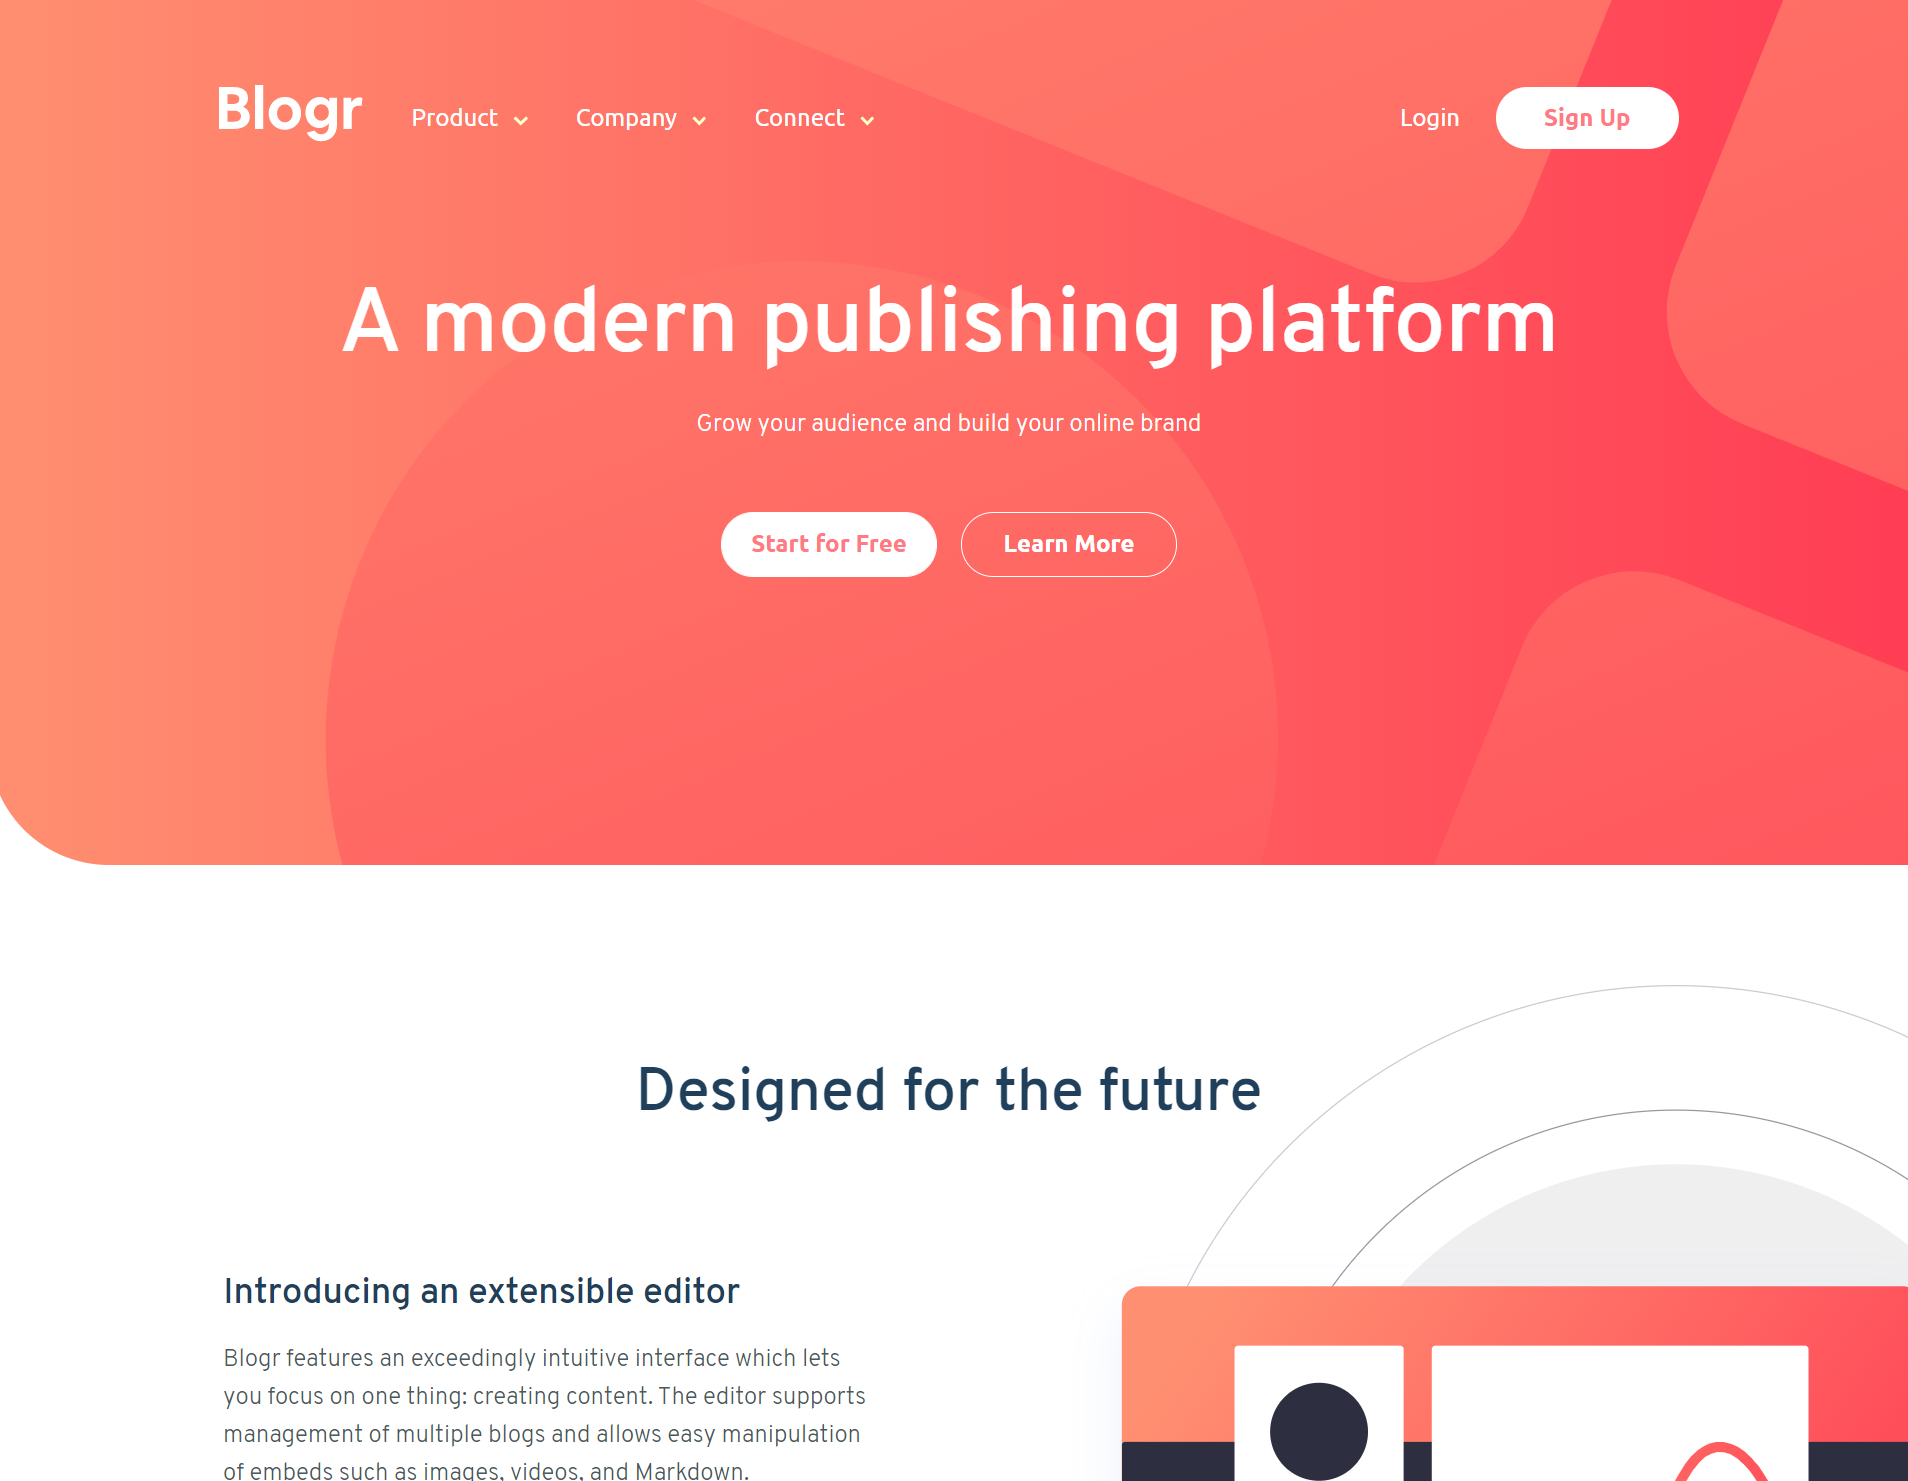 Blogr Product Company Connect Login Sign Up
A modern publishing platform
Grow your audience and build your online brand
Start for Free Learn More
Designed for the future
Introducing an extensible editor
Blogr features an exceedingly intuitive interface which lets
you focus on one thing: creating content. The editor supports
management of multiple blogs and allows easy manipulation
of embeds such as images, videos, and Markdown.